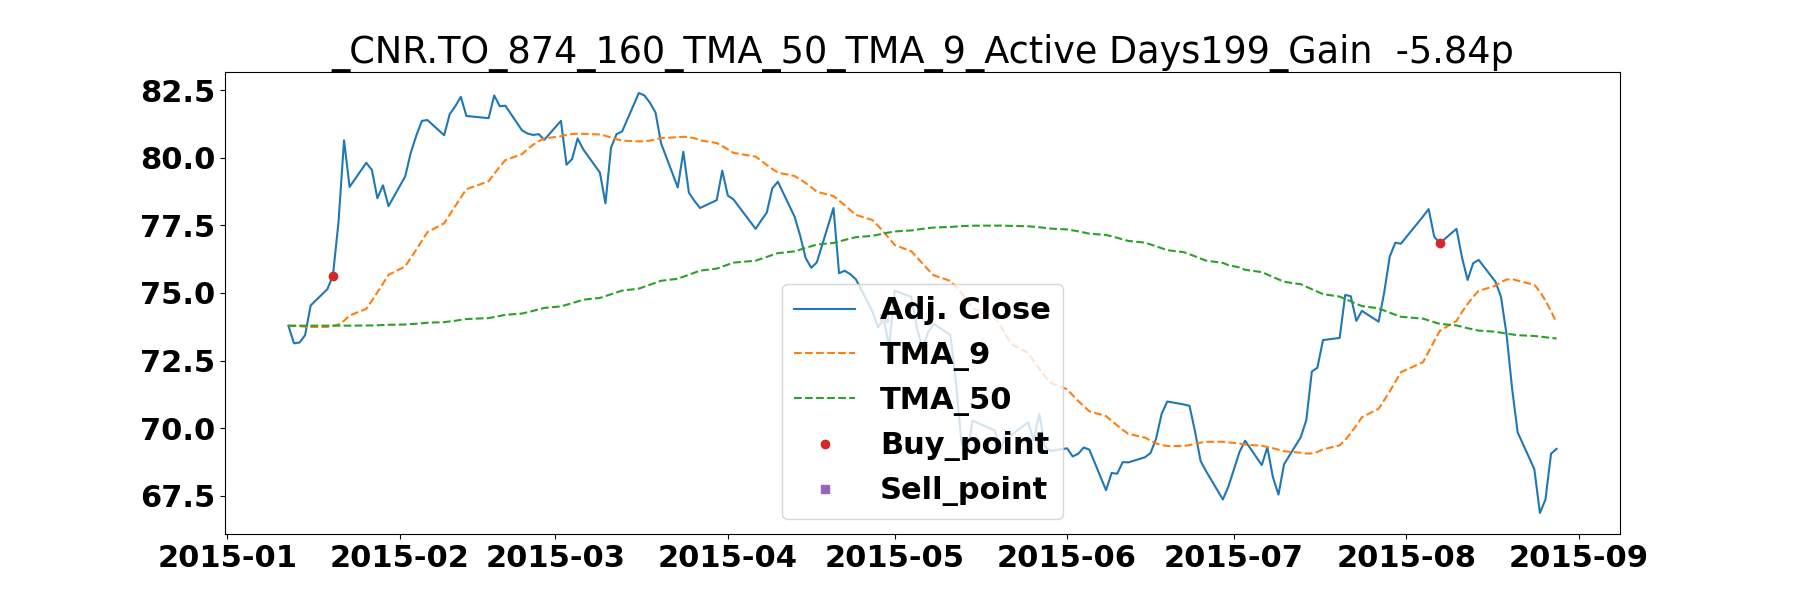 _CNR.TO_874_160_TMA_50_TMA_9_Active Days199_Gain  -5.84p
82.5
80.0
77.5
75.0
72.5
70.0
67.5
Adj. Close
TMA_9
TMA_50
Buy_point
Sell_point
2015-01 2015-02 2015-03 2015-04 2015-05 2015-06 2015-07 2015-08 2015-09